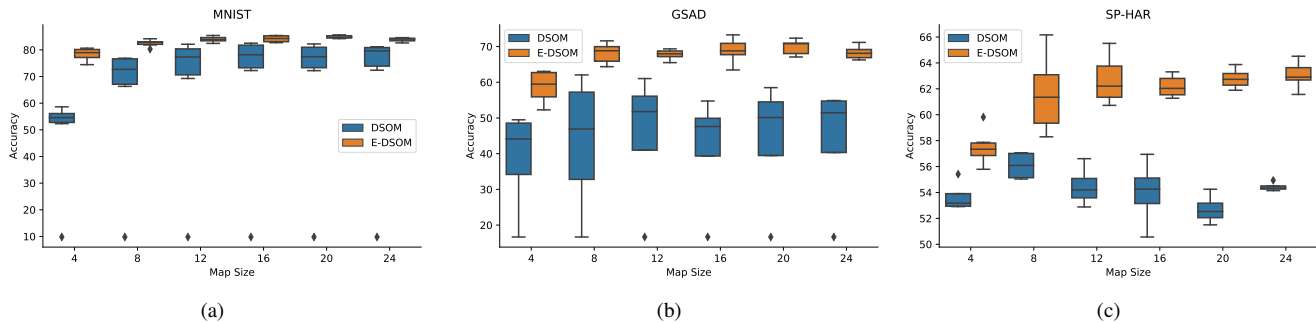 MNIST
Accuracy
80
70
60
50
40
30
20
10
4 8 12 16 20 24
Map Size
DSOM
E-DSOM
(a)
GSAD
Accuracy
70
60
50
40
30
20
4 8 12 16 20 24
Map Size
DSOM
E-DSOM
(b)
SP-HAR
Accuracy
66
64
62
60
58
56
54
52
50
4 8 12 16 20 24
Map Size
DSOM
E-DSOM
(c)